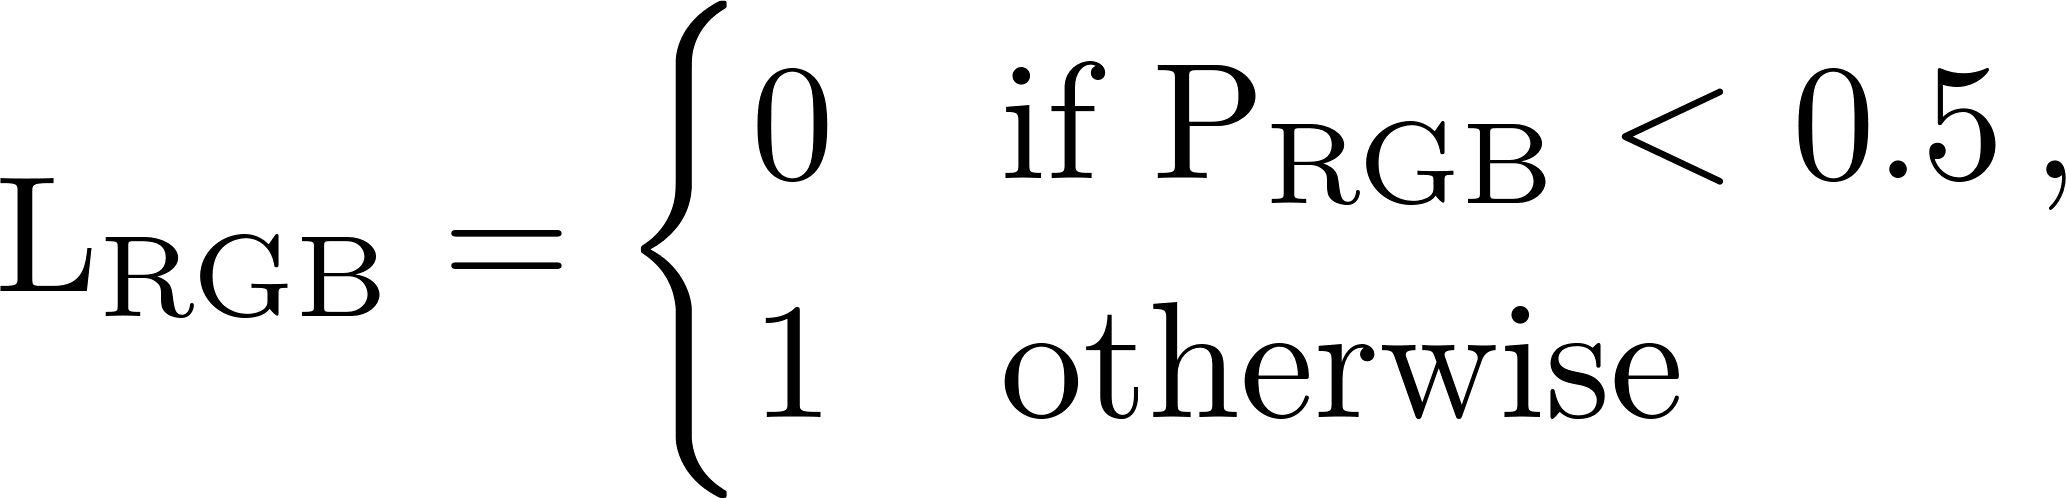 L_RGB = { 0 if P_RGB < 0.5 ,
1 otherwise